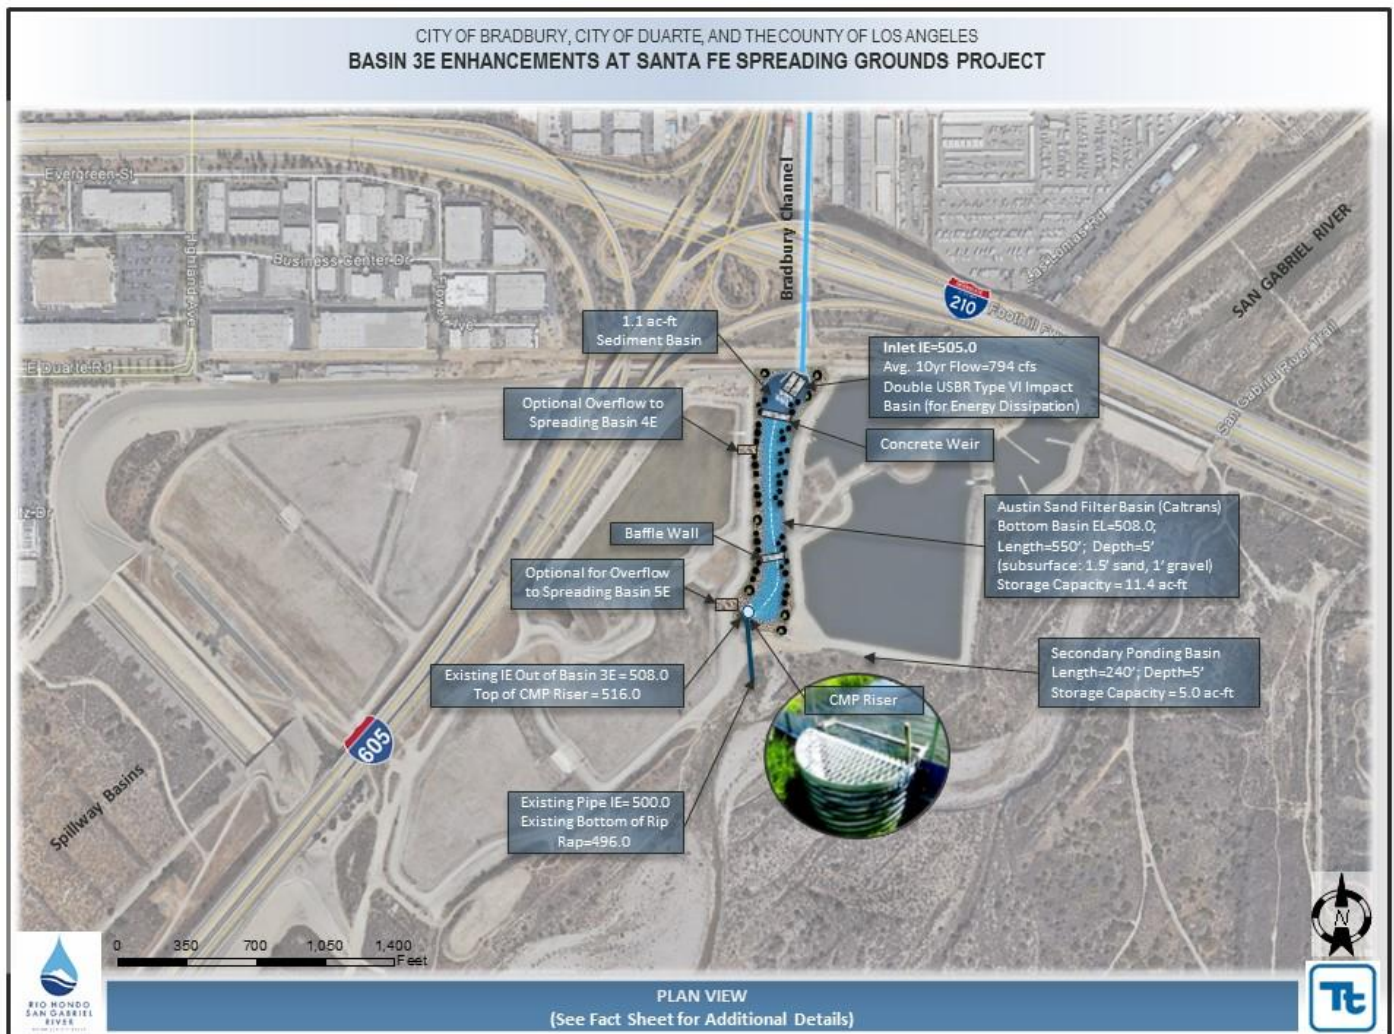 CITY OF BRADBURY, CITY OF DUARTE, AND THE COUNTY OF LOS ANGELES
BASIN 3E ENHANCEMENTS AT SANTA FE SPREADING GROUNDS PROJECT
Evergreen St
Highland Ave
Business Center Dr
E Duarte Rd
Bradbury Channel
210
Foothill
SAN GABRIEL RIVER
San Gabriel River Trail
1.1 ac-ft
Sediment Basin
Inlet IE=505.0
Avg. 10yr Flow=794 cfs
Double USBR Type VI Impact
Basin (for Energy Dissipation)
Optional Overflow to
Spreading Basin 4E
Concrete Weir
Austin Sand Filter Basin (Caltrans)
Bottom Basin EL=508.0;
Length=550'; Depth=5'
(subsurface: 1.5' sand, 1' gravel)
Storage Capacity = 11.4 ac-ft
Baffle Wall
Optional for Overflow
to Spreading Basin 5E
Existing IE Out of Basin 3E = 508.0
Top of CMP Riser = 516.0
Secondary Ponding Basin
Length=240'; Depth=5'
Storage Capacity = 5.0 ac-ft
CMP Riser
605
Spillway Basins
Existing Pipe IE= 500.0
Existing Bottom of Rip
Rap=496.0
0 350 700 1,050 1,400
Feet
N
RIO HONDO
SAN GABRIEL
RIVER
Tt
PLAN VIEW
(See Fact Sheet for Additional Details)